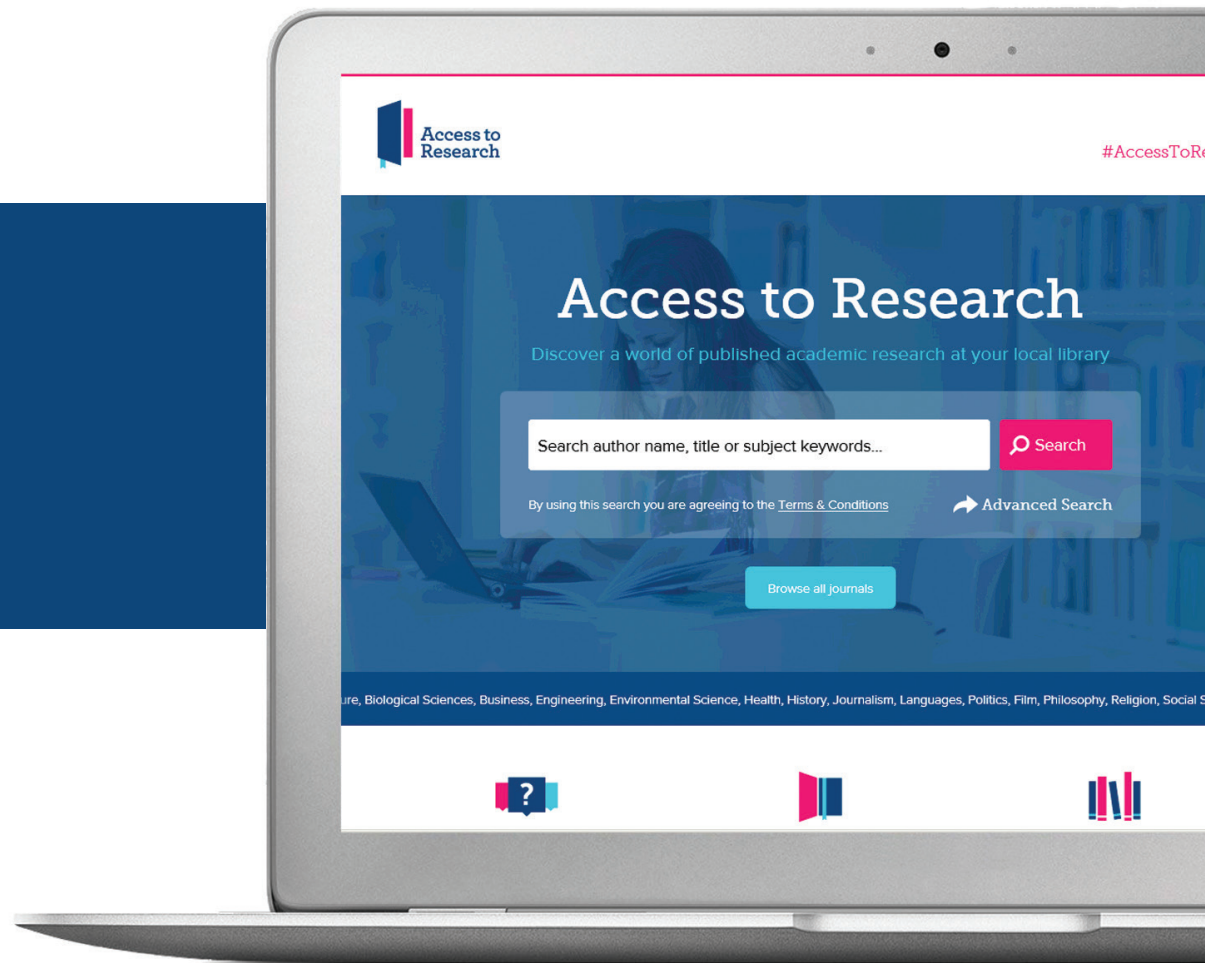 Access to
Research
#AccessToRe
Access to Research
Discover a world of published academic research at your local library
Search author name, title or subject keywords...
Search
By using this search you are agreeing to the Terms & Conditions
Advanced Search
Browse all journals
ure, Biological Sciences, Business, Engineering, Environmental Science, Health, History, Journalism, Languages, Politics, Film, Philosophy, Religion, Social S
?